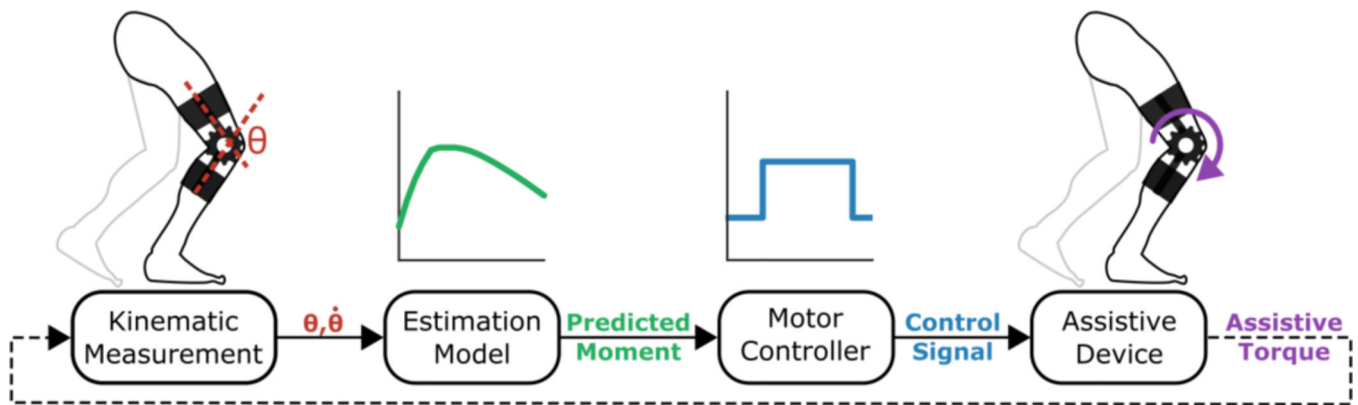 θ
Kinematic
Measurement
θ,θ̇
Estimation
Model
Predicted
Moment
Motor
Controller
Control
Signal
Assistive
Device
Assistive
Torque